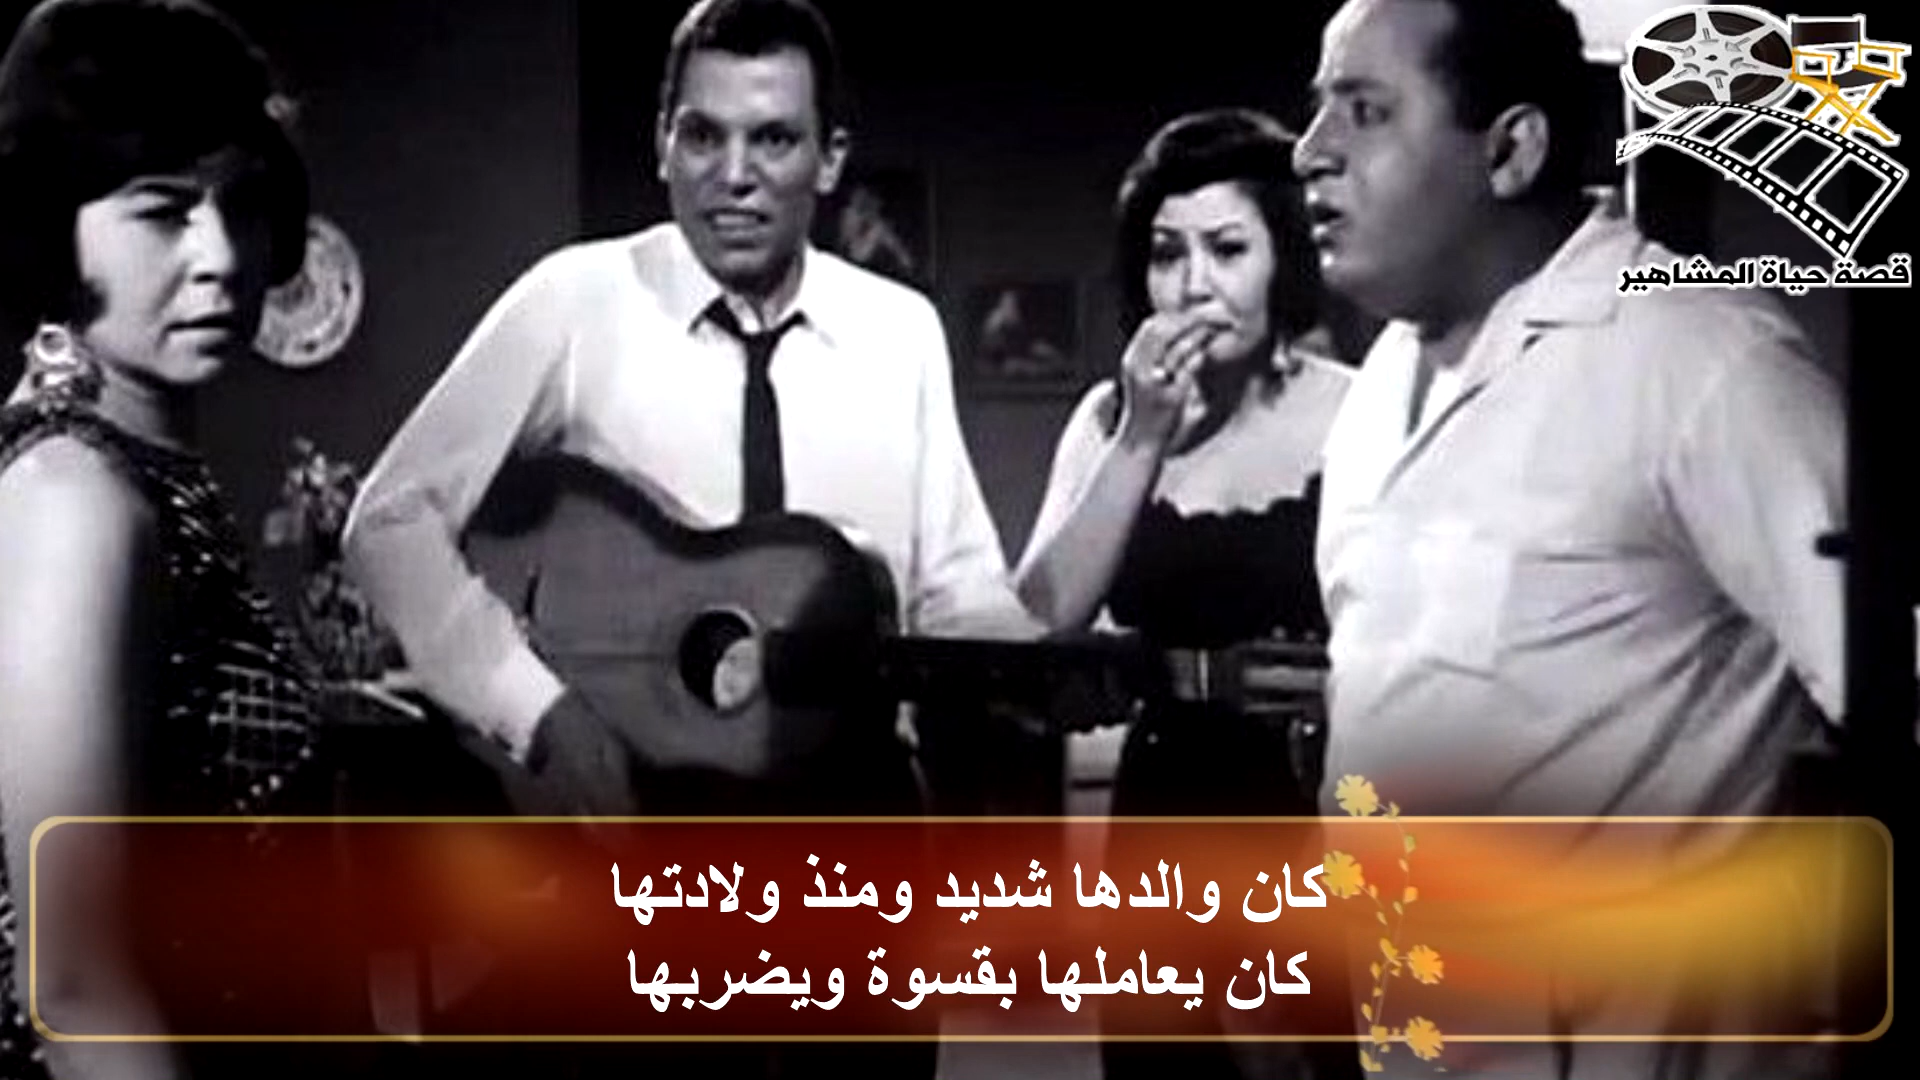 قصة حياة المشاهير
كان والدها شديد ومنذ ولادتها
كان يعاملها بقسوة ويضربها